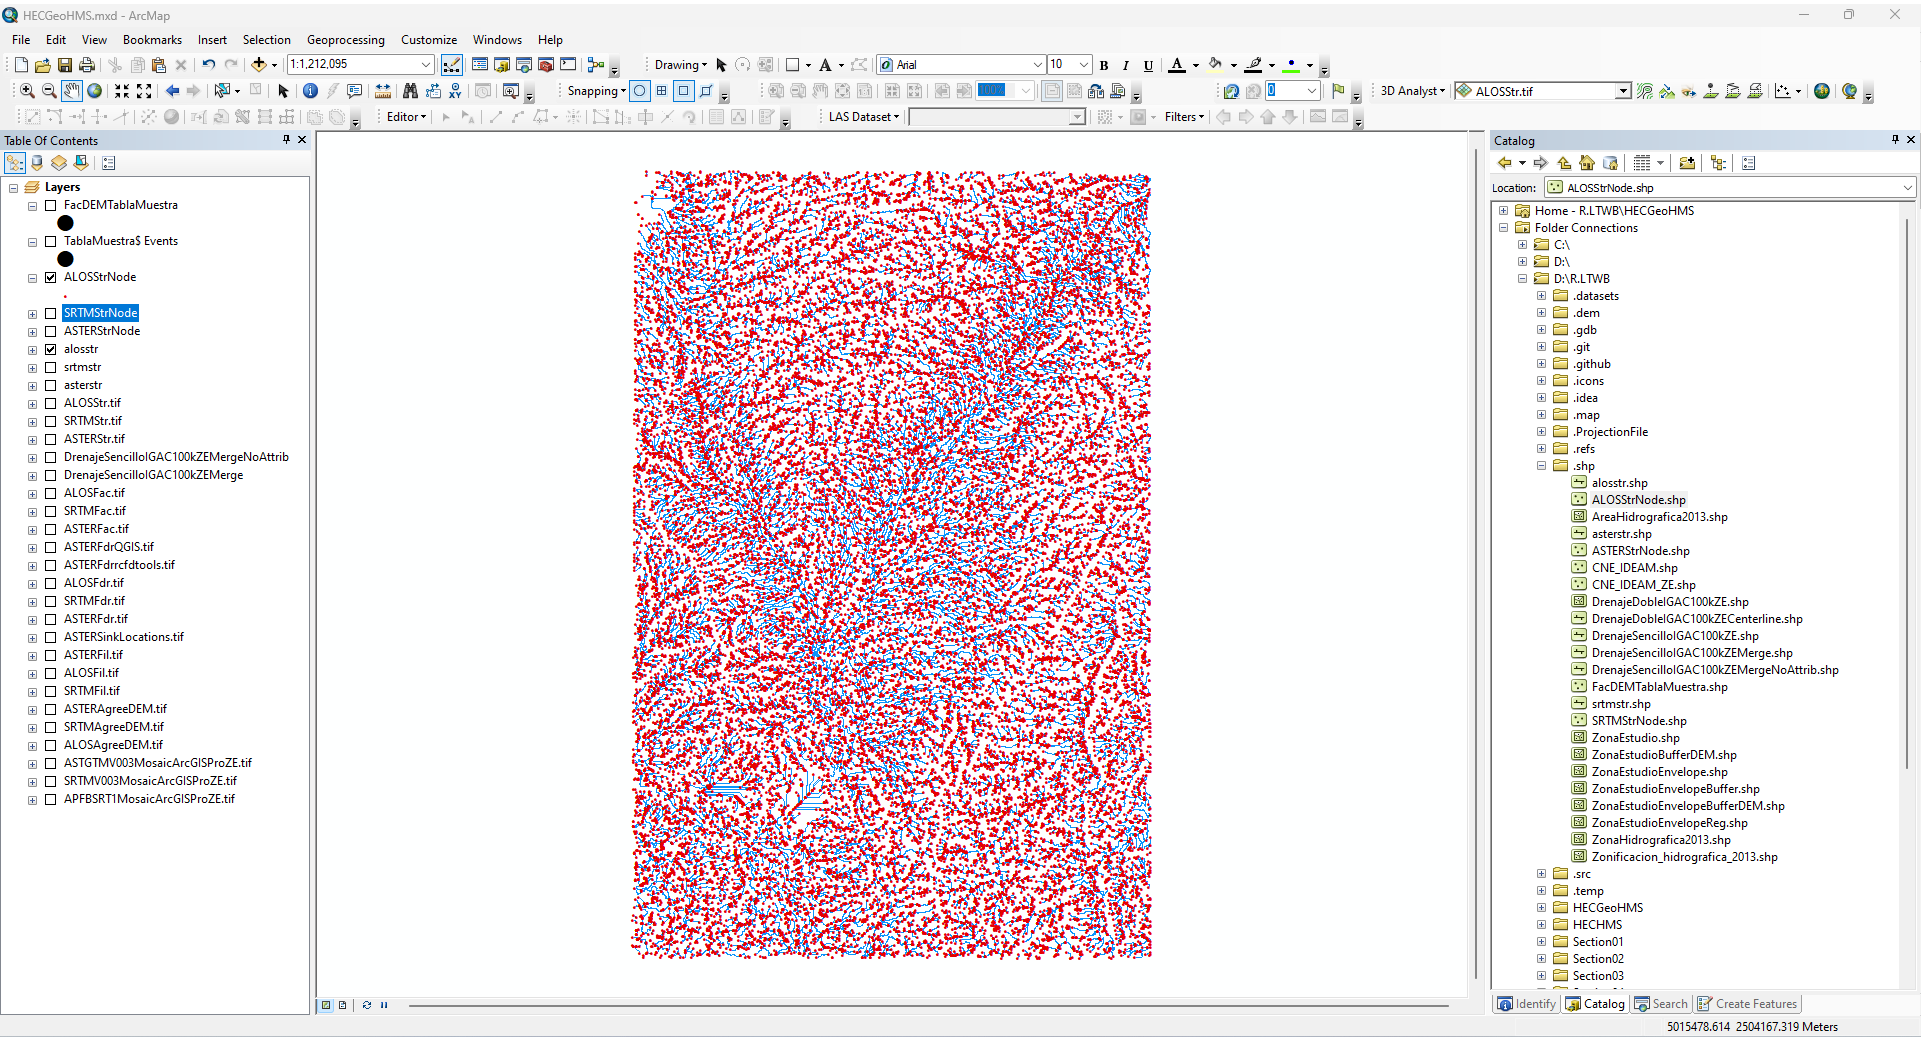 HECGeoHMS.mxd - ArcMap
File Edit View Bookmarks Insert Selection Geoprocessing Customize Windows Help
1:1,212,095 Drawing Arial 10 B I U A
Snapping 100% 0 3D Analyst ALOSStr.tif
Editor LAS Dataset Filters
Table Of Contents
Layers
FacDEMTablaMuestra
TablaMuestra$ Events
ALOSStrNode
SRTMStrNode
ASTERStrNode
alosstr
srtmstr
asterstr
ALOSStr.tif
SRTMStr.tif
ASTERStr.tif
DrenajeSencilloIGAC100kZEMergeNoAttrib
DrenajeSencilloIGAC100kZEMerge
ALOSFac.tif
SRTMFac.tif
ASTERFac.tif
ASTERFdrQGIS.tif
ASTERFdrrcfdtools.tif
ALOSFdr.tif
SRTMFdr.tif
ASTERFdr.tif
ASTERSinkLocations.tif
ASTERFil.tif
ALOSFil.tif
SRTMFil.tif
ASTERAgreeDEM.tif
SRTMAgreeDEM.tif
ALOSAgreeDEM.tif
ASTGTMV003MosaicArcGISProZE.tif
SRTMV003MosaicArcGISProZE.tif
APFBSRT1MosaicArcGISProZE.tif
Catalog
Location: ALOSStrNode.shp
Home - R.LTWB\HECGeoHMS
Folder Connections
C:\
D:\
D:\R.LTWB
.datasets
.dem
.gdb
.git
.github
.icons
.idea
.map
.ProjectionFile
.refs
.shp
alosstr.shp
ALOSStrNode.shp
AreaHidrografica2013.shp
asterstr.shp
ASTERStrNode.shp
CNE_IDEAM.shp
CNE_IDEAM_ZE.shp
DrenajeDobleIGAC100kZE.shp
DrenajeDobleIGAC100kZECenterline.shp
DrenajeSencilloIGAC100kZE.shp
DrenajeSencilloIGAC100kZEMerge.shp
DrenajeSencilloIGAC100kZEMergeNoAttrib.shp
FacDEMTablaMuestra.shp
srtmstr.shp
SRTMStrNode.shp
ZonaEstudio.shp
ZonaEstudioBufferDEM.shp
ZonaEstudioEnvelope.shp
ZonaEstudioEnvelopeBuffer.shp
ZonaEstudioEnvelopeBufferDEM.shp
ZonaEstudioEnvelopeReg.shp
ZonaHidrografica2013.shp
Zonificacion_hidrografica_2013.shp
.src
.temp
HECGeoHMS
HECHMS
Section01
Section02
Section03
Identify Catalog Search Create Features
5015478.614 2504167.319 Meters